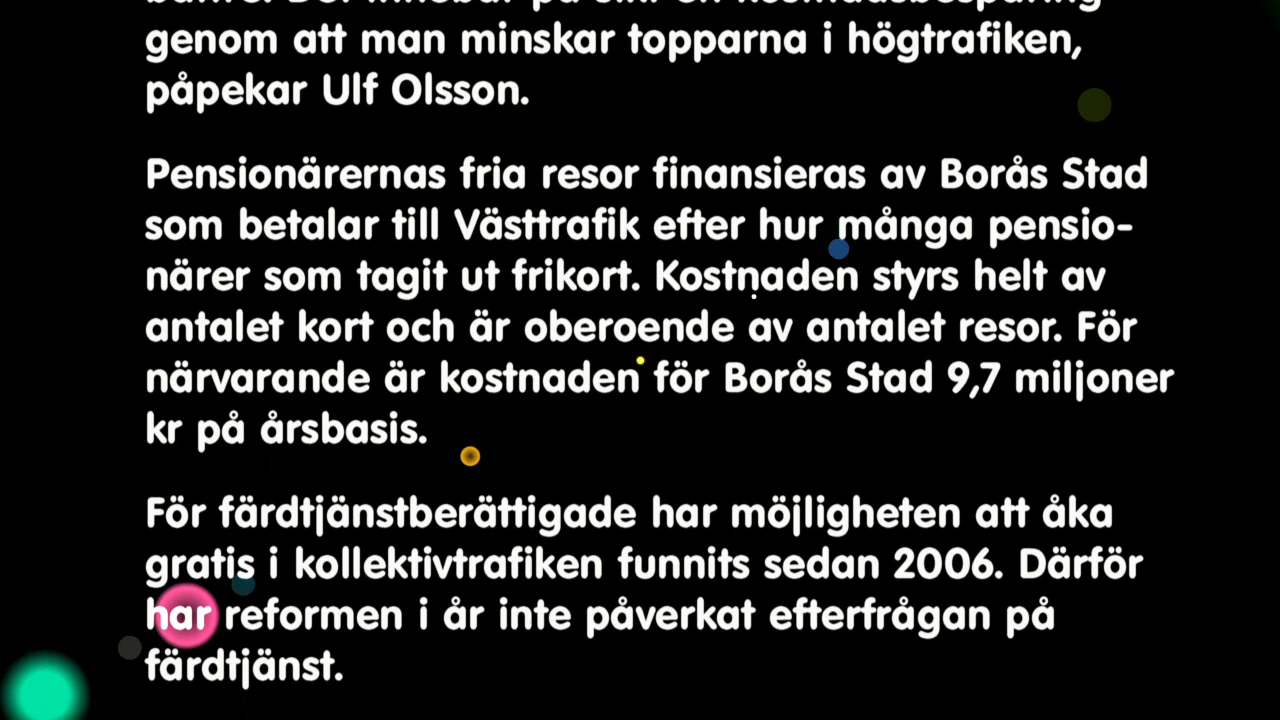 genom att man minskar topparna i högtrafiken,
påpekar Ulf Olsson.
Pensionärernas fria resor finansieras av Borås Stad
som betalar till Västtrafik efter hur många pensio-
närer som tagit ut frikort. Kostnaden styrs helt av
antalet kort och är oberoende av antalet resor. För
närvarande är kostnaden för Borås Stad 9,7 miljoner
kr på årsbasis.
För färdtjänstberättigade har möjligheten att åka
gratis i kollektivtrafiken funnits sedan 2006. Därför
har reformen i år inte påverkat efterfrågan på
färdtjänst.